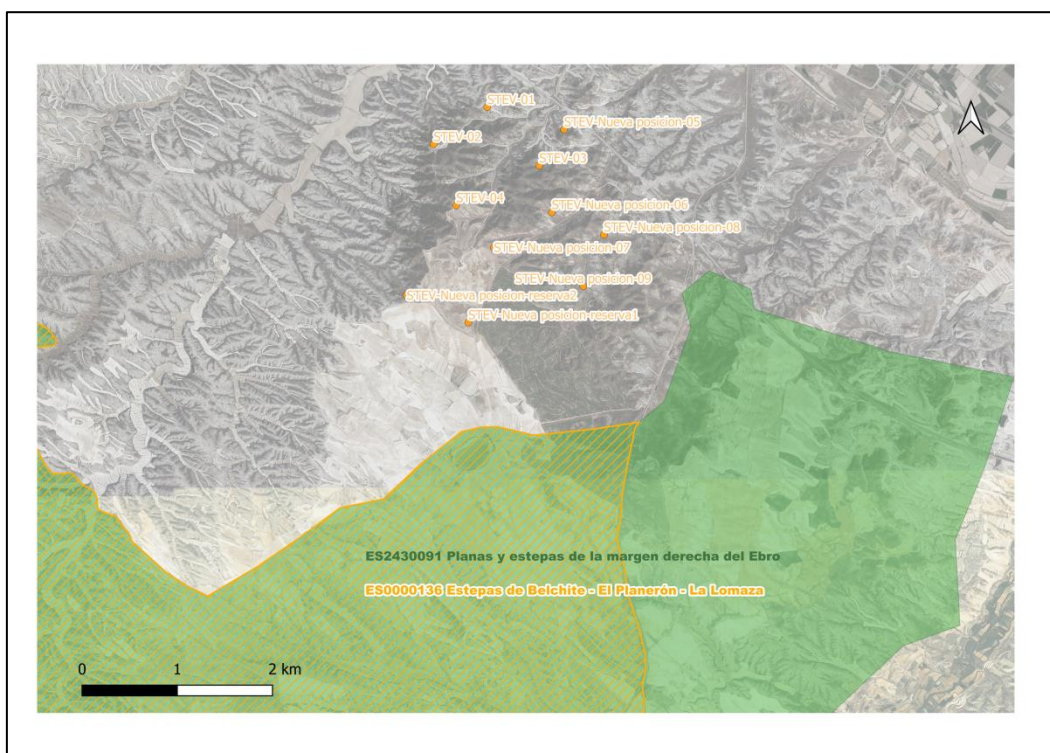 STEV-01
STEV-Nueva posicion-05
STEV-02
STEV-03
STEV-04
STEV-Nueva posicion-06
STEV-Nueva posicion-08
STEV-Nueva posicion-07
STEV-Nueva posicion-09
STEV-Nueva posicion-reserva2
STEV-Nueva posicion-reserva1
ES2430091 Planas y estepas de la margen derecha del Ebro
ES0000136 Estepas de Belchite - El Planerón - La Lomaza
0 1 2 km